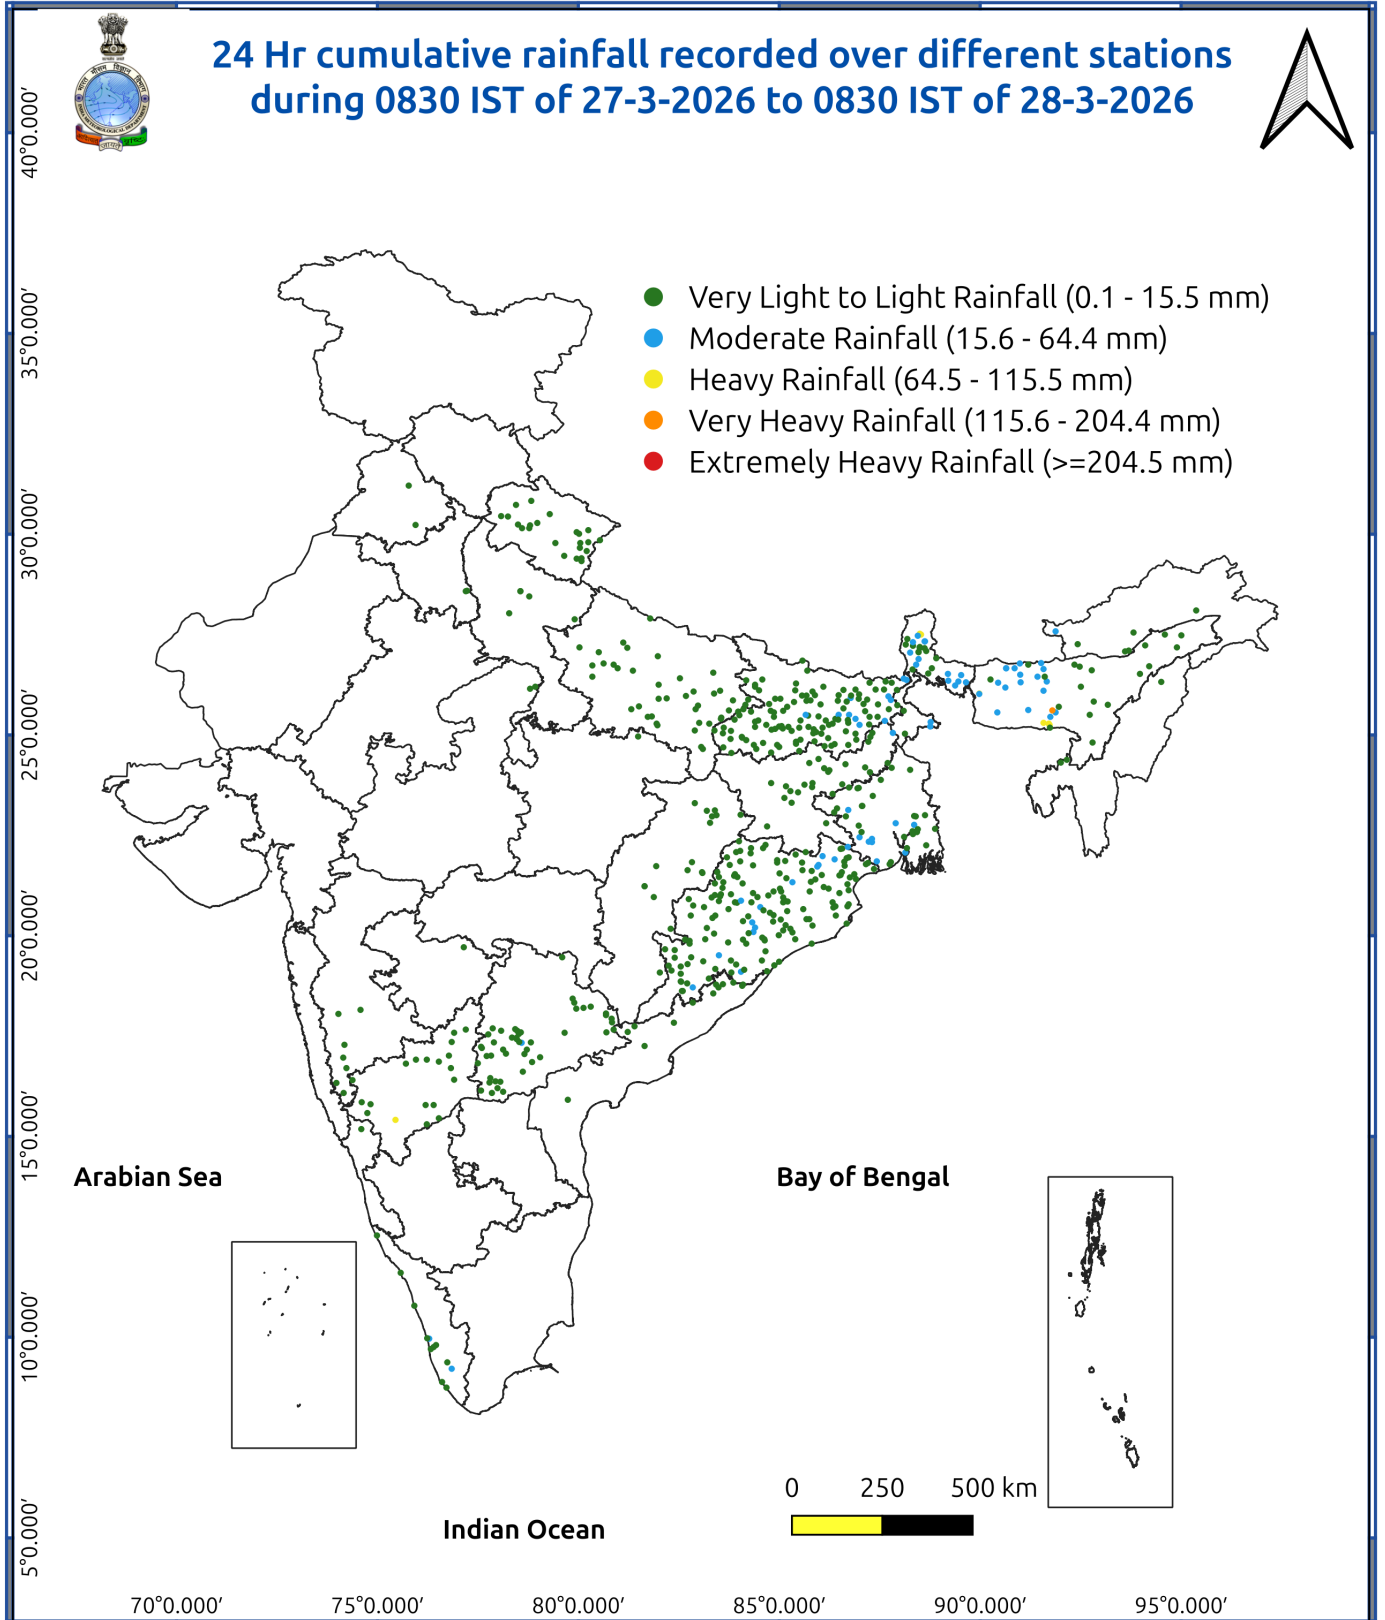 24 Hr cumulative rainfall recorded over different stations
during 0830 IST of 27-3-2026 to 0830 IST of 28-3-2026
Very Light to Light Rainfall (0.1 - 15.5 mm)
Moderate Rainfall (15.6 - 64.4 mm)
Heavy Rainfall (64.5 - 115.5 mm)
Very Heavy Rainfall (115.6 - 204.4 mm)
Extremely Heavy Rainfall (>=204.5 mm)
40°0.000′
35°0.000′
30°0.000′
25°0.000′
20°0.000′
15°0.000′
10°0.000′
5°0.000′
Arabian Sea
Bay of Bengal
Indian Ocean
0 250 500 km
70°0.000′ 75°0.000′ 80°0.000′ 85°0.000′ 90°0.000′ 95°0.000′